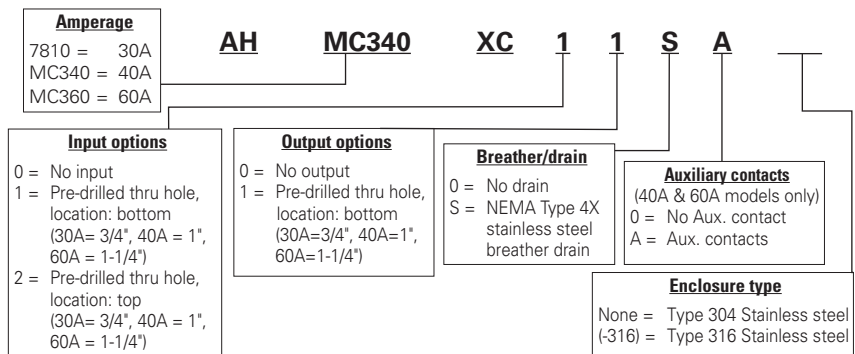 Amperage
7810 = 30A
MC340 = 40A
MC360 = 60A
AH MC340 XC 1 1 S A
Input options
0 = No input
1 = Pre-drilled thru hole,
location: bottom
(30A= 3/4", 40A = 1",
60A = 1-1/4")
2 = Pre-drilled thru hole,
location: top
(30A= 3/4", 40A = 1",
60A = 1-1/4")
Output options
0 = No output
1 = Pre-drilled thru hole,
location: bottom
(30A=3/4", 40A=1",
60A=1-1/4")
Breather/drain
0 = No drain
S = NEMA Type 4X
stainless steel
breather drain
Auxiliary contacts
(40A & 60A models only)
0 = No Aux. contact
A = Aux. contacts
Enclosure type
None = Type 304 Stainless steel
(-316) = Type 316 Stainless steel